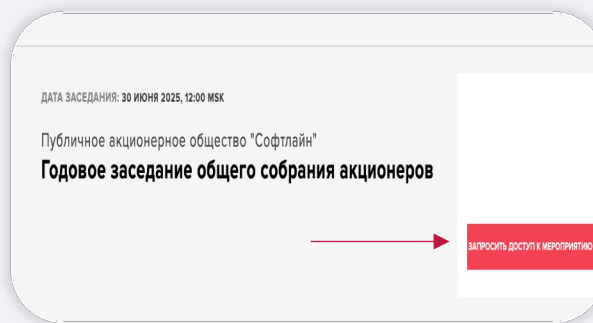 ДАТА ЗАСЕДАНИЯ: 30 ИЮНЯ 2025, 12:00 MSK
Публичное акционерное общество "Софтлайн"
Годовое заседание общего собрания акционеров
ЗАПРОСИТЬ ДОСТУП К МЕРОПРИЯТИЮ